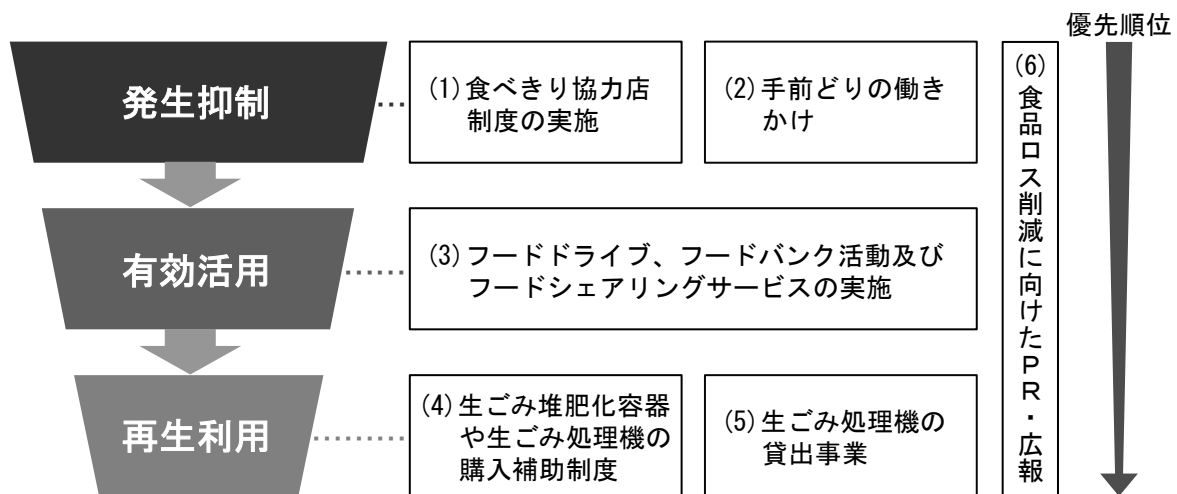 優先順位
発生抑制
(1)食べきり協力店
制度の実施
(2)手前どりの働き
かけ
有効活用
(3)フードドライブ、フードバンク活動及び
フードシェアリングサービスの実施
再生利用
(4)生ごみ堆肥化容器
や生ごみ処理機の
購入補助制度
(5)生ごみ処理機の
貸出事業
(6)食品ロス削減に向けたPR・広報